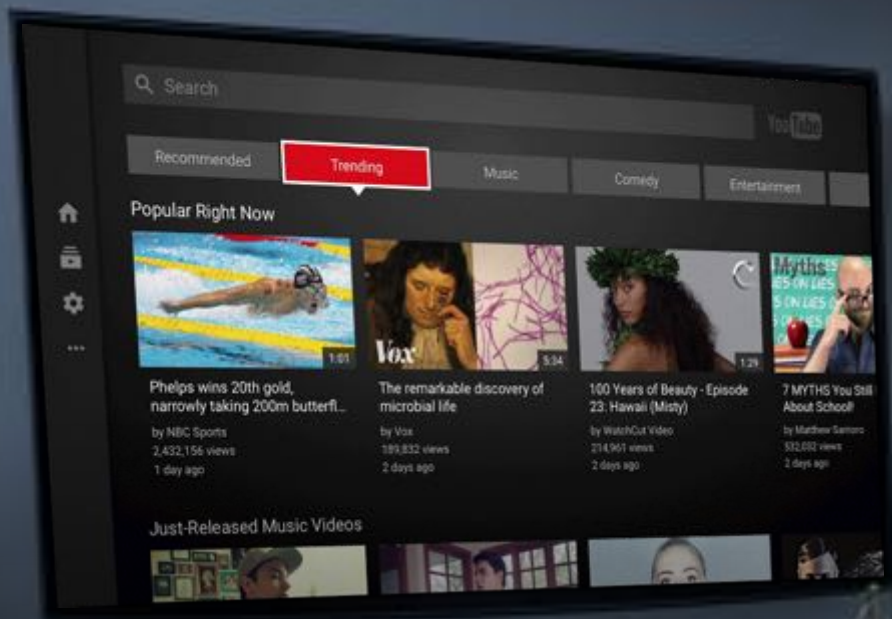 Search
YouTube
Recommended
Trending
Music
Comedy
Entertainment
Popular Right Now
1:01
Vox
5:34
1:29
Myths
Phelps wins 20th gold,
narrowly taking 200m butterfl...
by NBC Sports
2,432,156 views
1 day ago
The remarkable discovery of
microbial life
by Vox
189,832 views
2 days ago
100 Years of Beauty - Episode
23: Hawaii (Misty)
by WatchCut Video
214,961 views
2 days ago
7 MYTHS You Still
About School!
by Matthew Santoro
532,032 views
2 days ago
Just-Released Music Videos